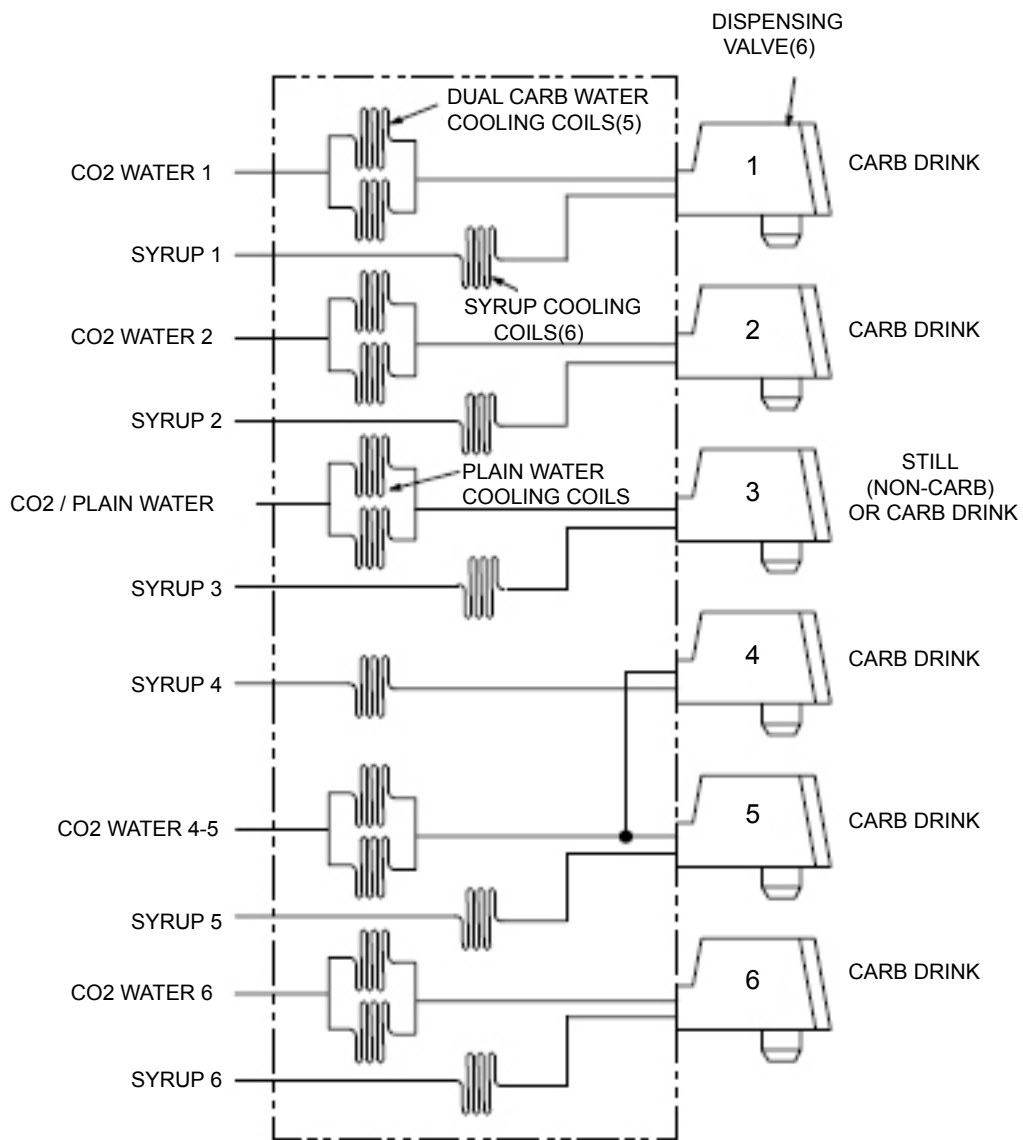 DISPENSING
VALVE(6)
DUAL CARB WATER
COOLING COILS(5)
CO2 WATER 1
1
CARB DRINK
SYRUP 1
SYRUP COOLING
COILS(6)
CO2 WATER 2
2
CARB DRINK
SYRUP 2
PLAIN WATER
COOLING COILS
CO2 / PLAIN WATER
3
STILL
(NON-CARB)
OR CARB DRINK
SYRUP 3
4
CARB DRINK
SYRUP 4
CO2 WATER 4-5
5
CARB DRINK
SYRUP 5
CO2 WATER 6
6
CARB DRINK
SYRUP 6